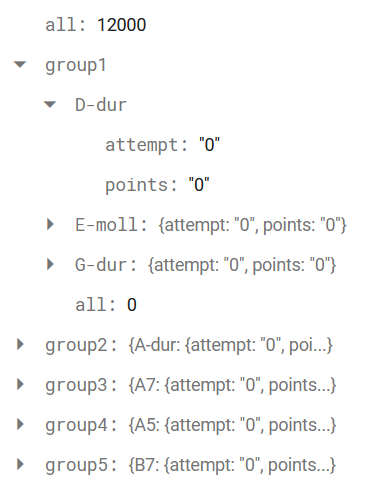 all: 12000
group1
D-dur
attempt: "0"
points: "0"
E-moll: {attempt: "0", points: "0"}
G-dur: {attempt: "0", points: "0"}
all: 0
group2: {A-dur: {attempt: "0", poi...}
group3: {A7: {attempt: "0", points...}
group4: {A5: {attempt: "0", points...}
group5: {B7: {attempt: "0", points...}